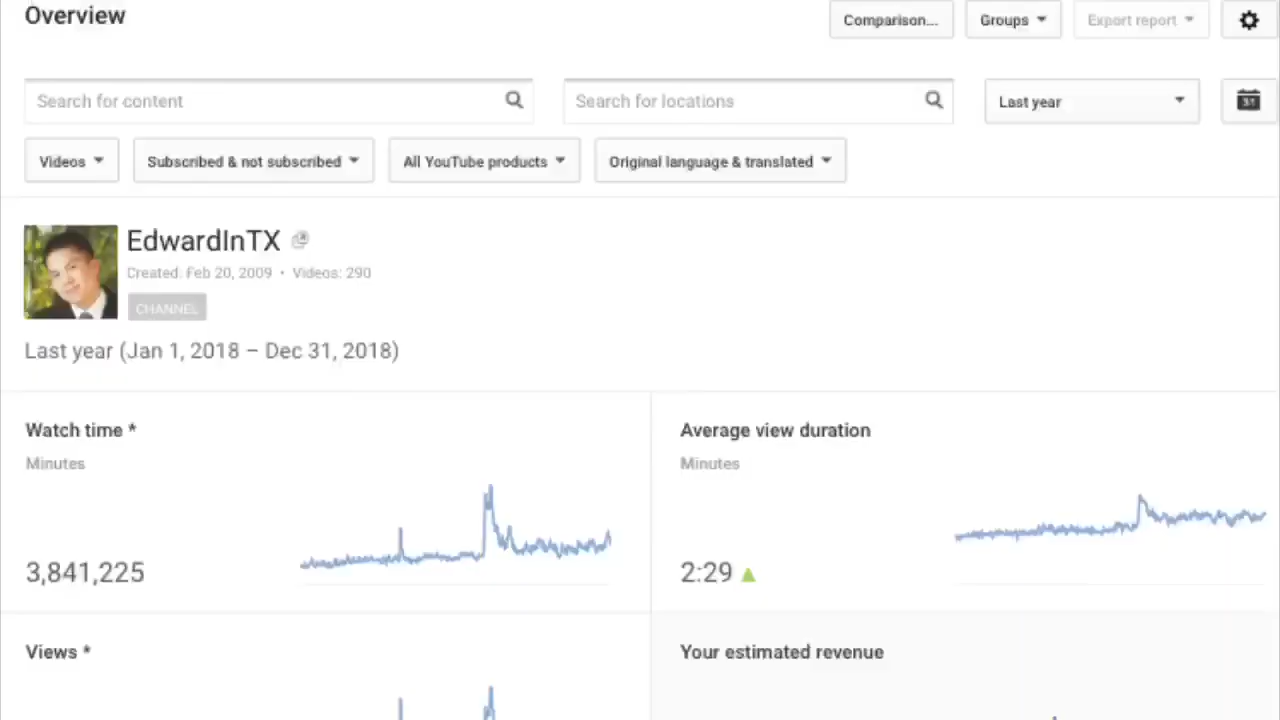 Overview
Comparison... Groups Export report
Search for content Search for locations Last year 31
Videos Subscribed & not subscribed All YouTube products Original language & translated
EdwardInTX
Created: Feb 20, 2009 • Videos: 290
CHANNEL
Last year (Jan 1, 2018 – Dec 31, 2018)
Watch time * Average view duration
Minutes Minutes
3,841,225 2:29
Views * Your estimated revenue